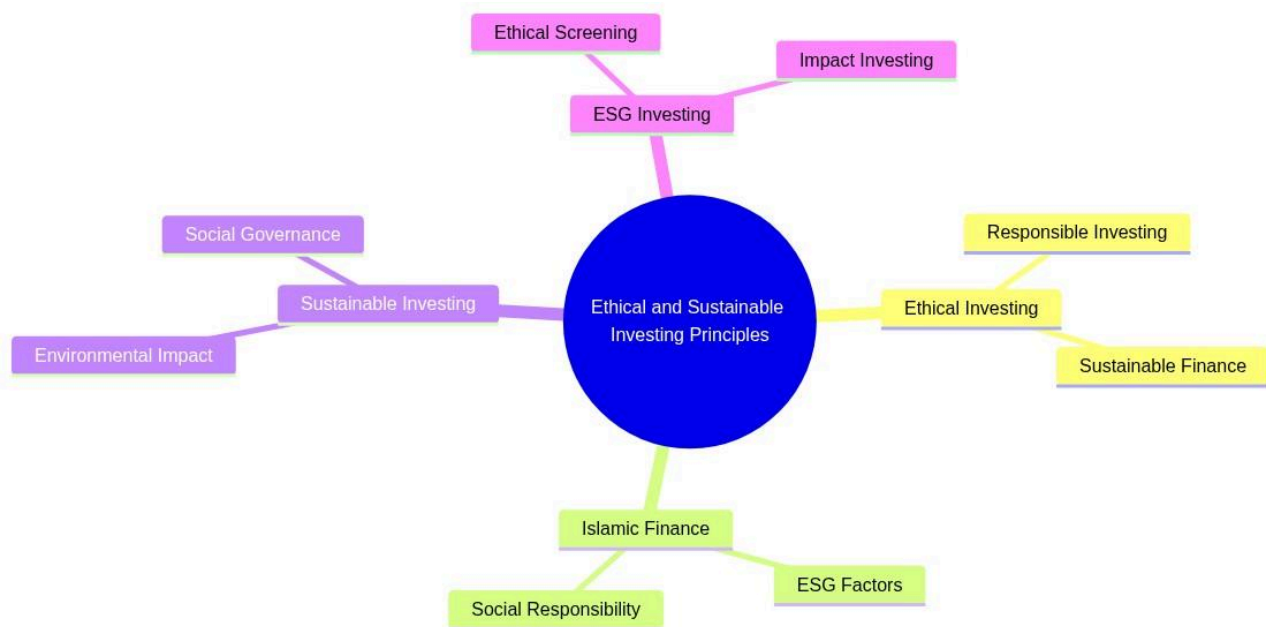 Ethical Screening
Impact Investing
ESG Investing
Social Governance
Responsible Investing
Sustainable Investing
Ethical Investing
Ethical and Sustainable
Investing Principles
Environmental Impact
Sustainable Finance
Islamic Finance
ESG Factors
Social Responsibility